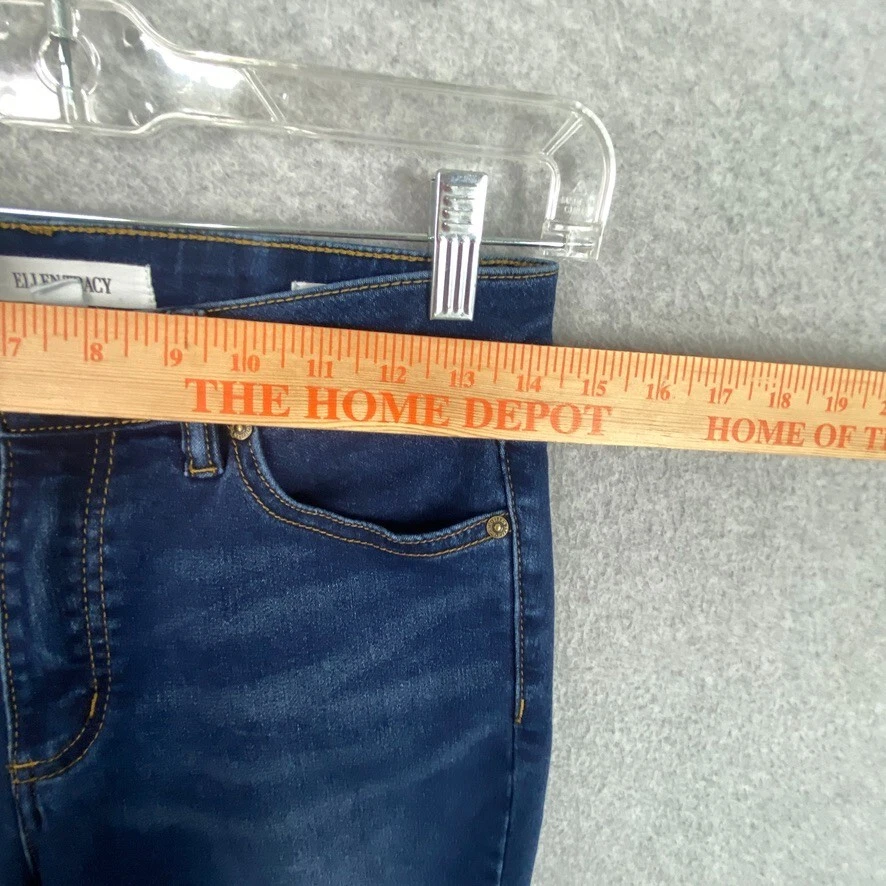 ELLEN TRACY
7 8 9 10 11 12 13 14 15 16 17 18 19
THE HOME DEPOT HOME OF